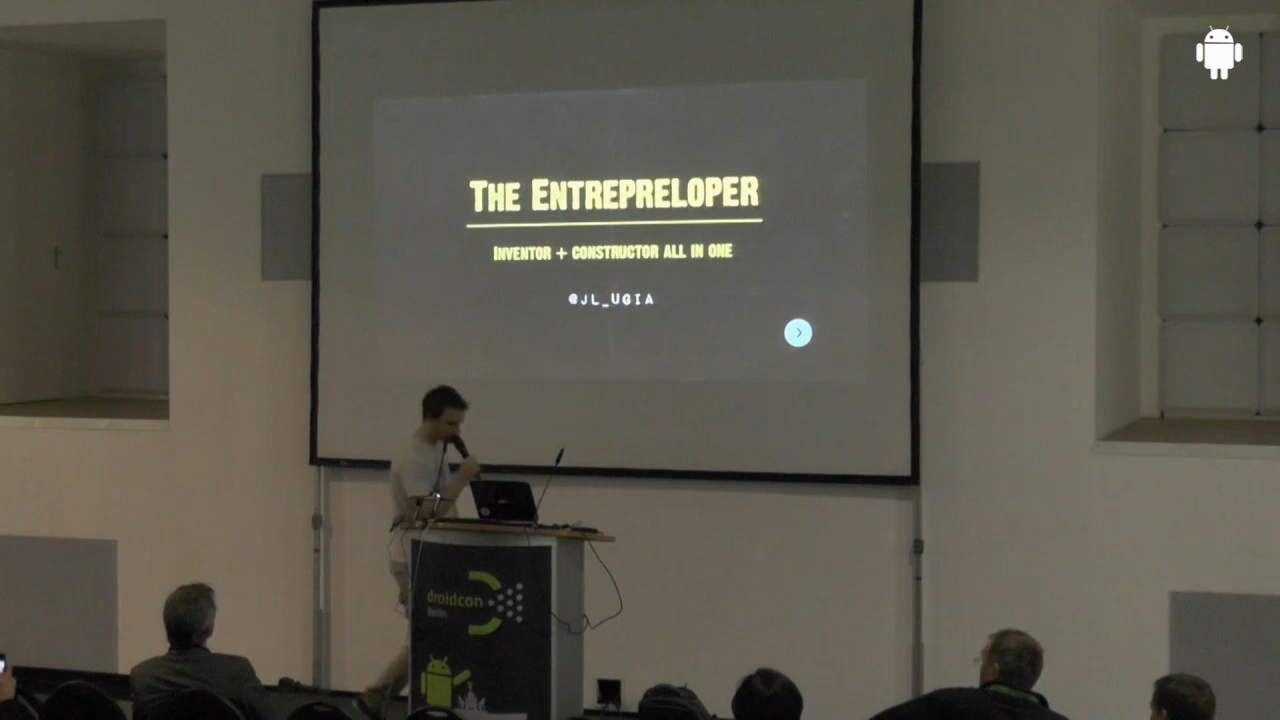 The Entrepreloper
Inventor + constructor all in one
@JL_UGIA
droidcon
Berlin